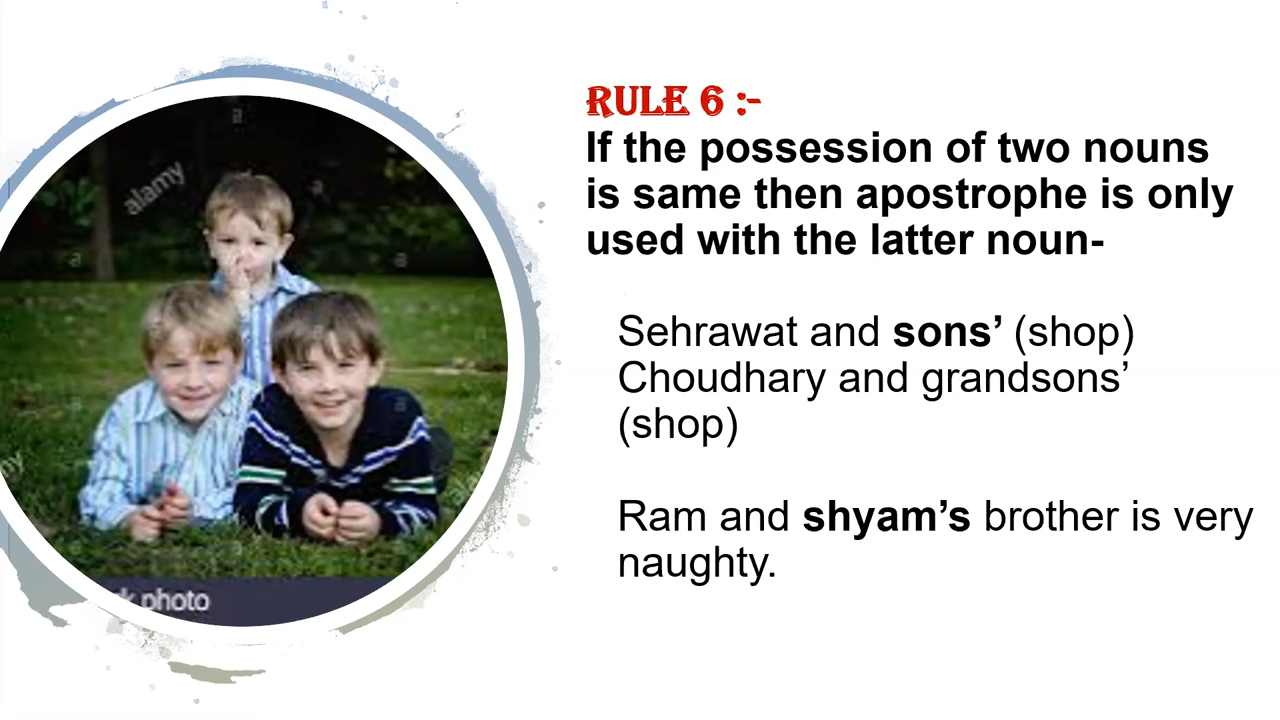 RULE 6 :-
If the possession of two nouns
is same then apostrophe is only
used with the latter noun-
Sehrawat and sons’ (shop)
Choudhary and grandsons’
(shop)
Ram and shyam’s brother is very
naughty.
a
alamy
a
a
a
a
a
a
a
k photo